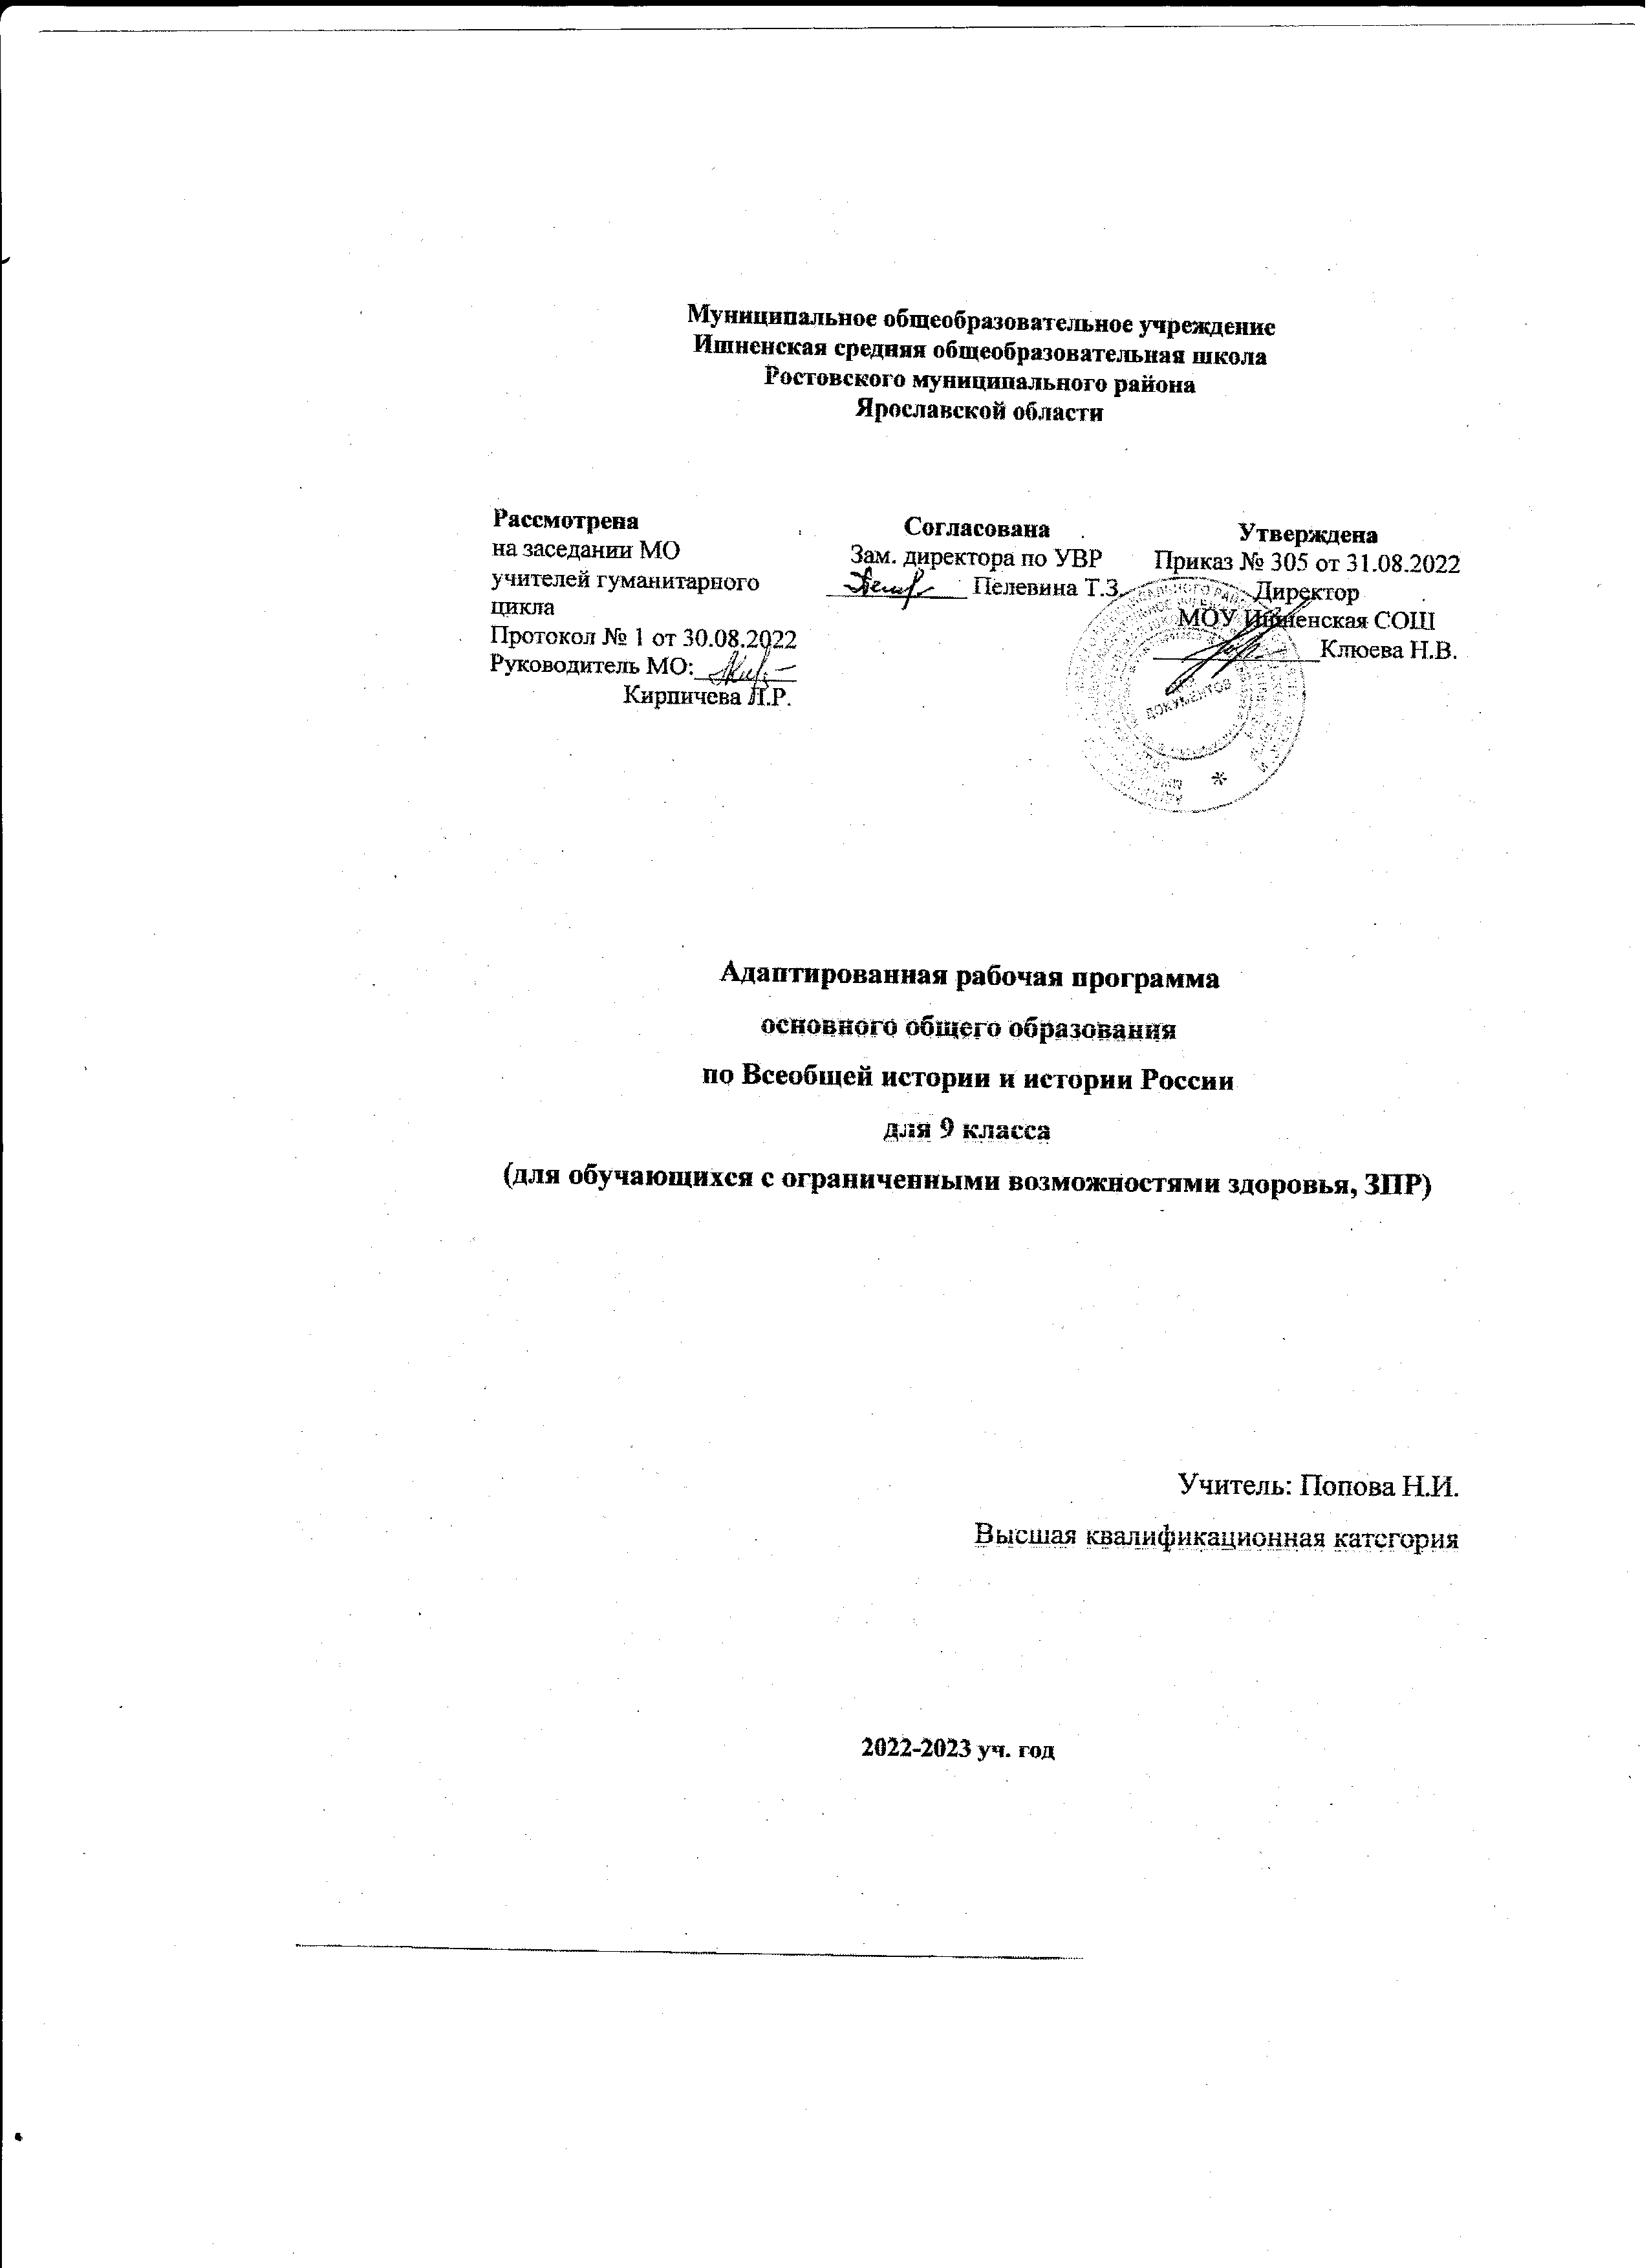 Муниципальное общеобразовательное учреждение
Ишненская средняя общеобразовательная школа
Ростовского муниципального района
Ярославской области
Рассмотрена
на заседании МО
учителей гуманитарного
цикла
Протокол № 1 от 30.08.2022
Руководитель МО:
Кирпичева Л.Р.
Согласована
Зам. директора по УВР
Пелевина Т.З.
Утверждена
Приказ № 305 от 31.08.2022
Директор
МОУ Ишненская СОШ
Клюева Н.В.
ДОКУМЕНТОВ
Адаптированная рабочая программа
основного общего образования
по Всеобщей истории и истории России
для 9 класса
(для обучающихся с ограниченными возможностями здоровья, ЗПР)
Учитель: Попова Н.И.
Высшая квалификационная категория
2022-2023 уч. год